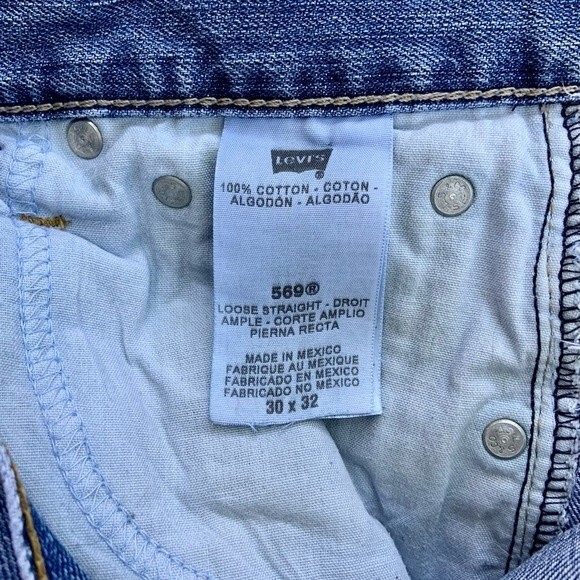 Levi's
®
100% COTTON - COTON -
ALGODÓN - ALGODÃO
569®
LOOSE STRAIGHT - DROIT
AMPLE - CORTE AMPLIO
PIERNA RECTA
MADE IN MEXICO
FABRIQUE AU MEXIQUE
FABRICADO EN MEXICO
FABRICADO NO MÉXICO
30 x 32